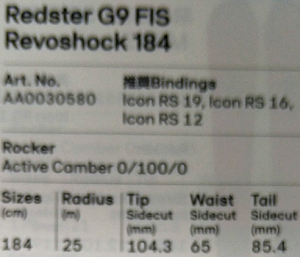 Redster G9 FIS
Revoshock 184
Art. No.
AA0030580
推奨Bindings
Icon RS 19, Icon RS 16,
Icon RS 12
Rocker
Active Camber 0/100/0
Sizes (cm) Radius (m) Tip Sidecut (mm) Waist Sidecut (mm) Tail Sidecut (mm)
184 25 104.3 65 85.4